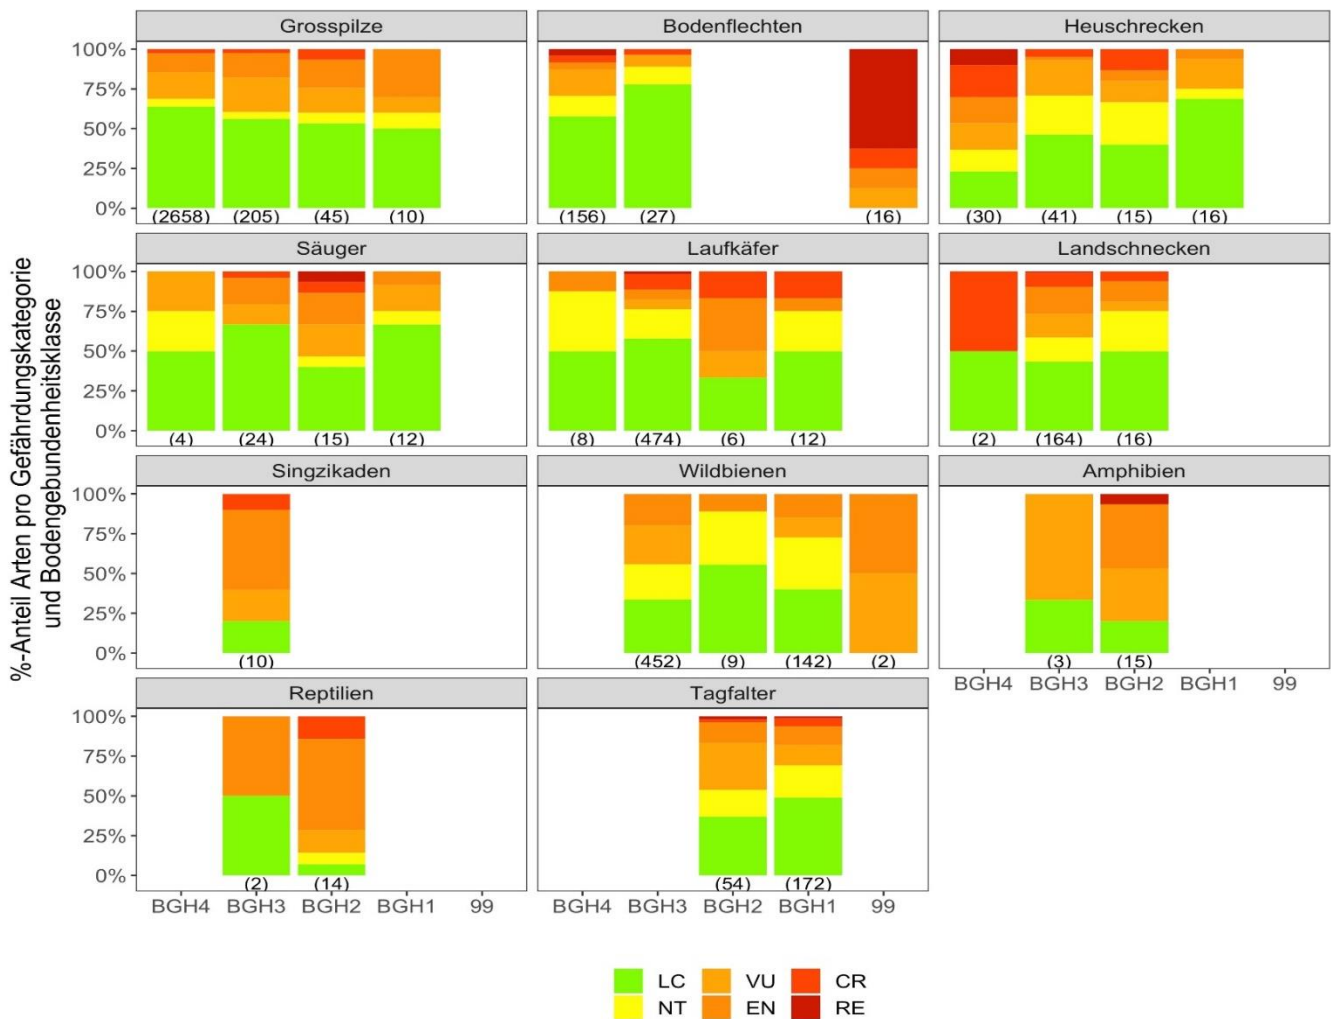 %-Anteil Arten pro Gefährdungskategorie
und Bodengebundenheitsklasse
Grosspilze Bodenflechten Heuschrecken
100%
75%
50%
25%
0%
(2658) (205) (45) (10) (156) (27) (16) (30) (41) (15) (16)
Säuger Laufkäfer Landschnecken
100%
75%
50%
25%
0%
(4) (24) (15) (12) (8) (474) (6) (12) (2) (164) (16)
Singzikaden Wildbienen Amphibien
100%
75%
50%
25%
0%
(10) (452) (9) (142) (2) (3) (15)
BGH4 BGH3 BGH2 BGH1 99
Reptilien Tagfalter
100%
75%
50%
25%
0%
(2) (14) (54) (172)
BGH4 BGH3 BGH2 BGH1 99 BGH4 BGH3 BGH2 BGH1 99
LC VU CR
NT EN RE